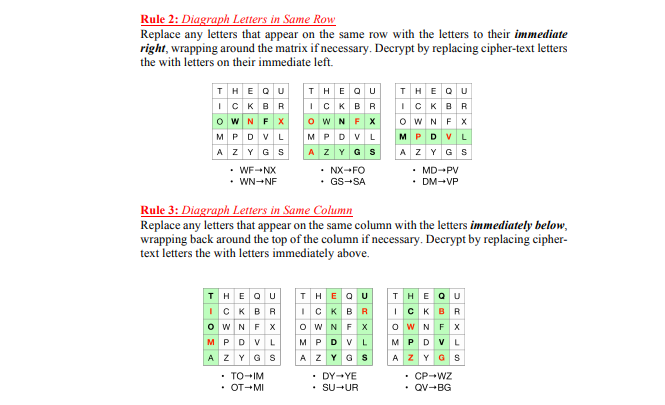 Rule 2: Diagraph Letters in Same Row
Replace any letters that appear on the same row with the letters to their immediate
right, wrapping around the matrix if necessary. Decrypt by replacing cipher-text letters
the with letters on their immediate left.
T H E Q U T H E Q U T H E Q U
I C K B R I C K B R I C K B R
O W N F X O W N F X O W N F X
M P D V L M P D V L M P D V L
A Z Y G S A Z Y G S A Z Y G S
• WF→NX • NX→FO • MD→PV
• WN→NF • GS→SA • DM→VP
Rule 3: Diagraph Letters in Same Column
Replace any letters that appear on the same column with the letters immediately below,
wrapping back around the top of the column if necessary. Decrypt by replacing cipher-
text letters the with letters immediately above.
T H E Q U T H E Q U T H E Q U
I C K B R I C K B R I C K B R
O W N F X O W N F X O W N F X
M P D V L M P D V L M P D V L
A Z Y G S A Z Y G S A Z Y G S
• TO→IM • DY→YE • CP→WZ
• OT→MI • SU→UR • QV→BG